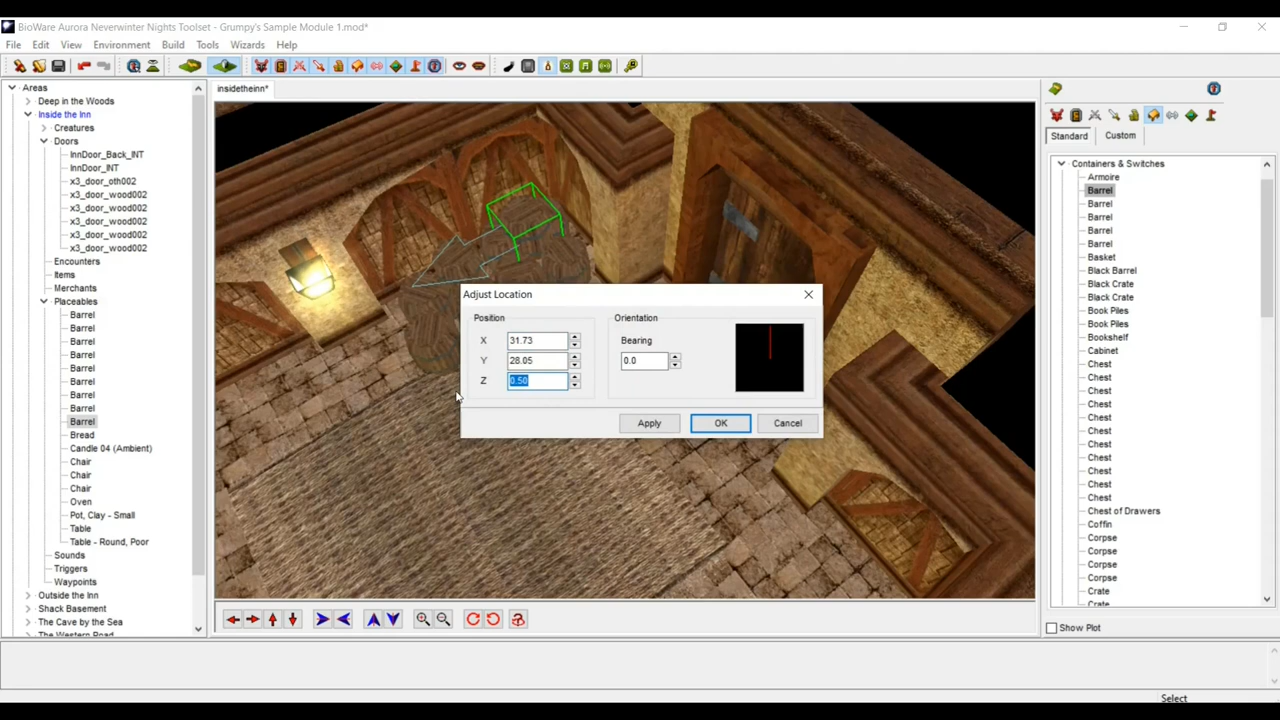 BioWare Aurora Neverwinter Nights Toolset - Grumpy's Sample Module 1.mod*
File Edit View Environment Build Tools Wizards Help
Areas
Deep in the Woods
Inside the Inn
Creatures
Doors
InnDoor_Back_INT
InnDoor_INT
x3_door_oth002
x3_door_wood002
x3_door_wood002
x3_door_wood002
x3_door_wood002
x3_door_wood002
Encounters
Items
Merchants
Placeables
Barrel
Barrel
Barrel
Barrel
Barrel
Barrel
Barrel
Barrel
Barrel
Bread
Candle 04 (Ambient)
Chair
Chair
Chair
Oven
Pot, Clay - Small
Table
Table - Round, Poor
Sounds
Triggers
Waypoints
Outside the Inn
Shack Basement
The Cave by the Sea
The Western Road
insidetheinn*
Adjust Location
Position
X 31.73
Y 28.05
Z 0.50
Orientation
Bearing
0.0
Apply OK Cancel
Standard Custom
Containers & Switches
Armoire
Barrel
Barrel
Barrel
Barrel
Barrel
Basket
Black Barrel
Black Crate
Black Crate
Book Piles
Book Piles
Bookshelf
Cabinet
Chest
Chest
Chest
Chest
Chest
Chest
Chest
Chest
Chest
Chest
Chest
Chest of Drawers
Coffin
Corpse
Corpse
Corpse
Corpse
Crate
Crate
Show Plot
Select